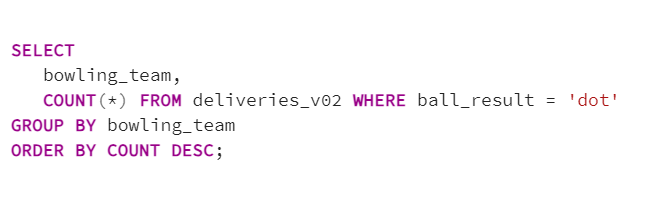 SELECT
bowling_team,
COUNT(*) FROM deliveries_v02 WHERE ball_result = 'dot'
GROUP BY bowling_team
ORDER BY COUNT DESC;